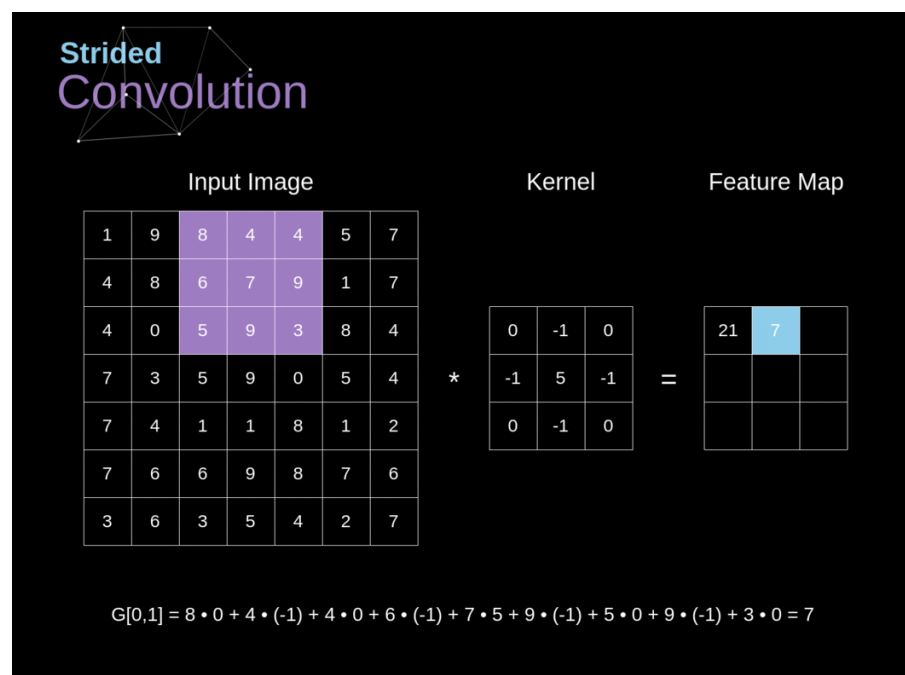 Strided
Convolution
Input Image Kernel Feature Map
1 9 8 4 4 5 7
4 8 6 7 9 1 7
4 0 5 9 3 8 4 0 -1 0 21 7
7 3 5 9 0 5 4 * -1 5 -1 =
7 4 1 1 8 1 2 0 -1 0
7 6 6 9 8 7 6
3 6 3 5 4 2 7
G[0,1] = 8 • 0 + 4 • (-1) + 4 • 0 + 6 • (-1) + 7 • 5 + 9 • (-1) + 5 • 0 + 9 • (-1) + 3 • 0 = 7